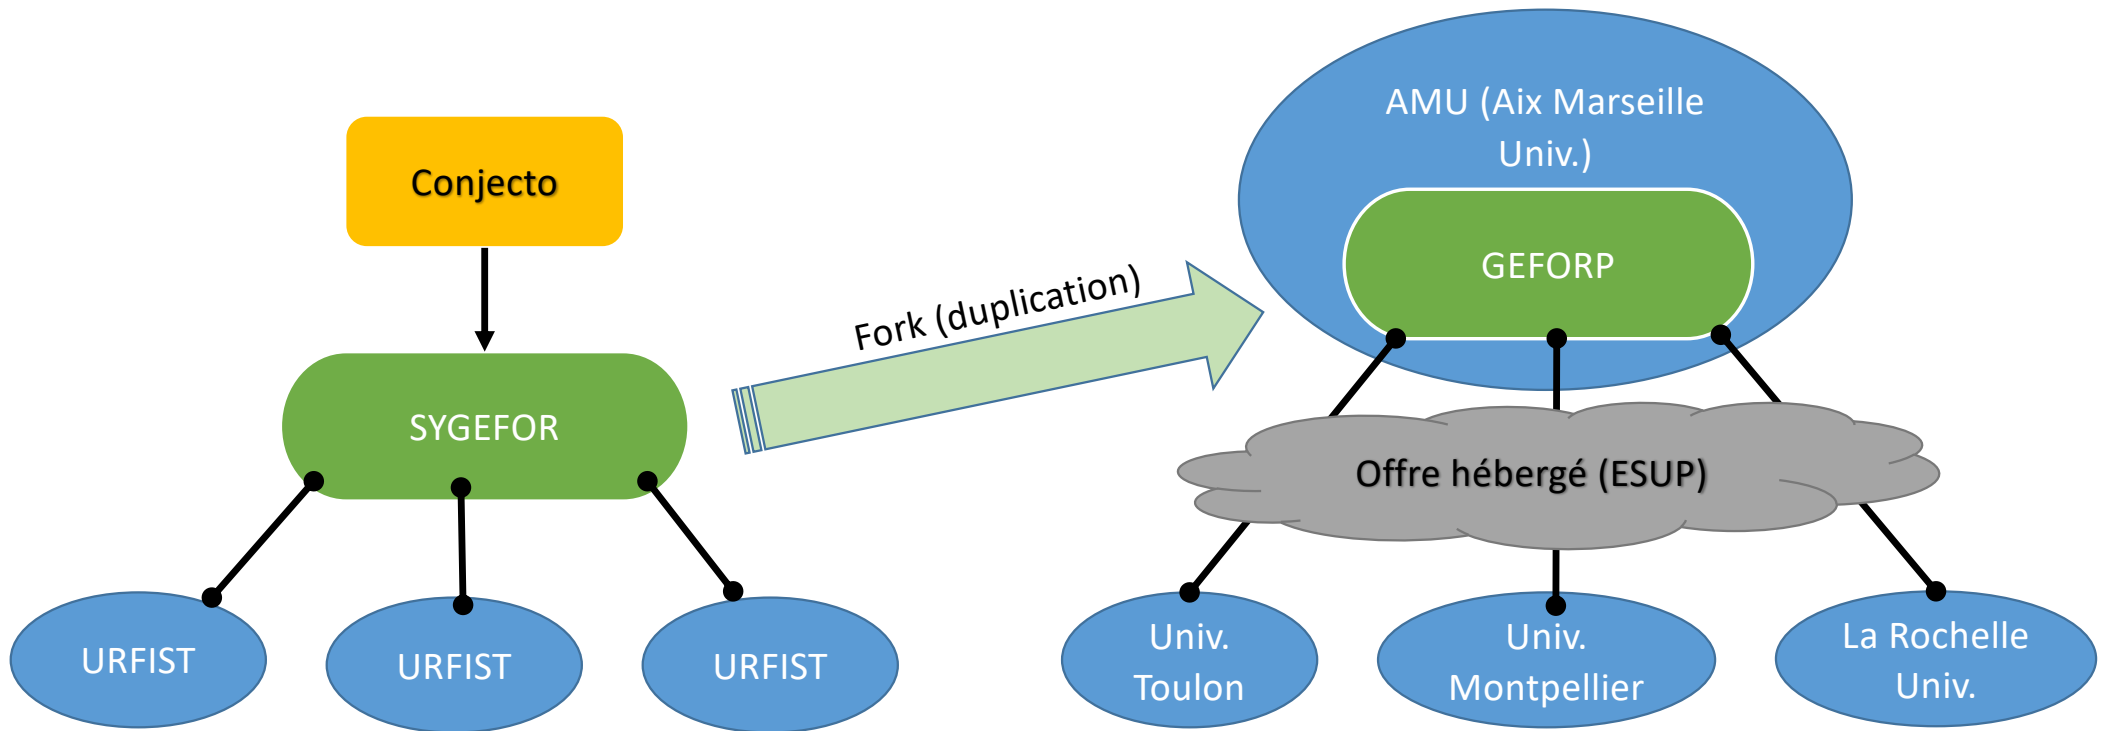 AMU (Aix Marseille
Univ.)
Conjecto
GEFORP
Fork (duplication)
SYGEFOR
Offre hébergé (ESUP)
URFIST
URFIST
URFIST
Univ.
Toulon
Univ.
Montpellier
La Rochelle
Univ.